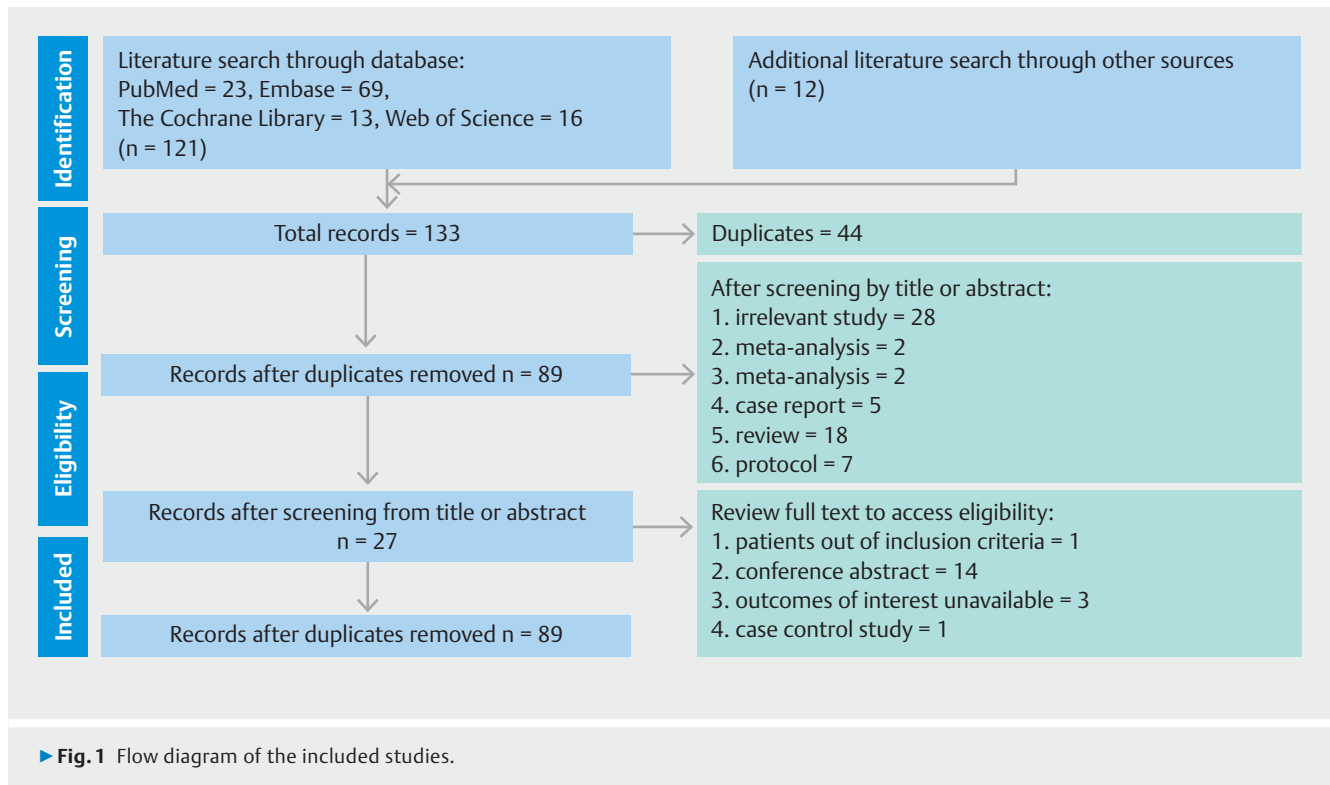 Identification
Literature search through database:
PubMed = 23, Embase = 69,
The Cochrane Library = 13, Web of Science = 16
(n = 121)
Additional literature search through other sources
(n = 12)
Screening
Total records = 133
Duplicates = 44
After screening by title or abstract:
1. irrelevant study = 28
2. meta-analysis = 2
3. meta-analysis = 2
4. case report = 5
5. review = 18
6. protocol = 7
Records after duplicates removed n = 89
Eligibility
Records after screening from title or abstract
n = 27
Review full text to access eligibility:
1. patients out of inclusion criteria = 1
2. conference abstract = 14
3. outcomes of interest unavailable = 3
4. case control study = 1
Included
Records after duplicates removed n = 89
▶ Fig. 1 Flow diagram of the included studies.